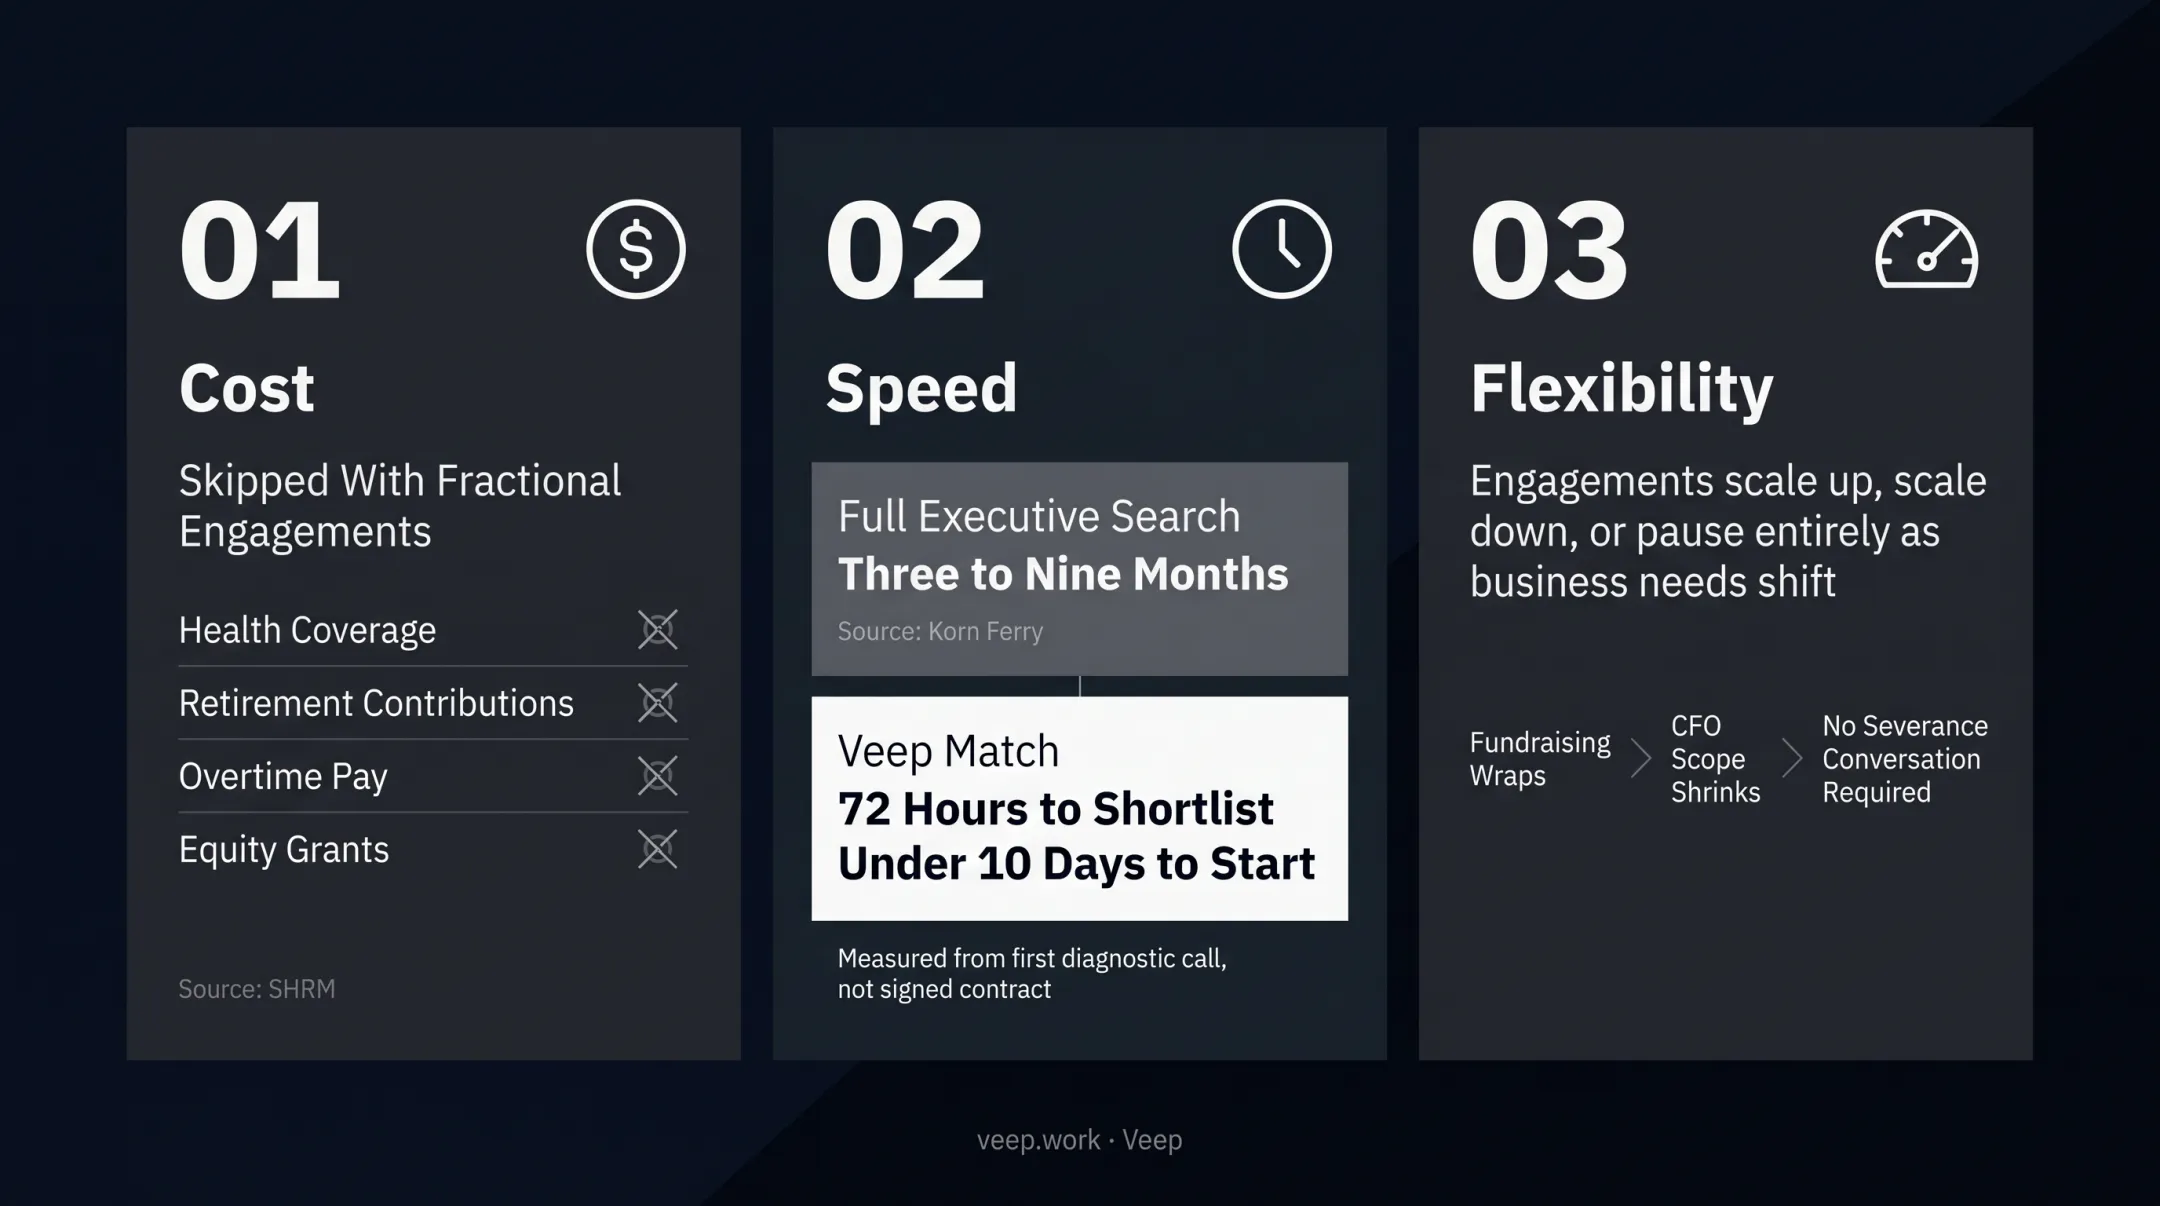 01
Cost
Skipped With Fractional
Engagements
Health Coverage
Retirement Contributions
Overtime Pay
Equity Grants
Source: SHRM
02
Speed
Full Executive Search
Three to Nine Months
Source: Korn Ferry
Veep Match
72 Hours to Shortlist
Under 10 Days to Start
Measured from first diagnostic call,
not signed contract
03
Flexibility
Engagements scale up, scale
down, or pause entirely as
business needs shift
Fundraising
Wraps
CFO
Scope
Shrinks
No Severance
Conversation
Required
veep.work · Veep